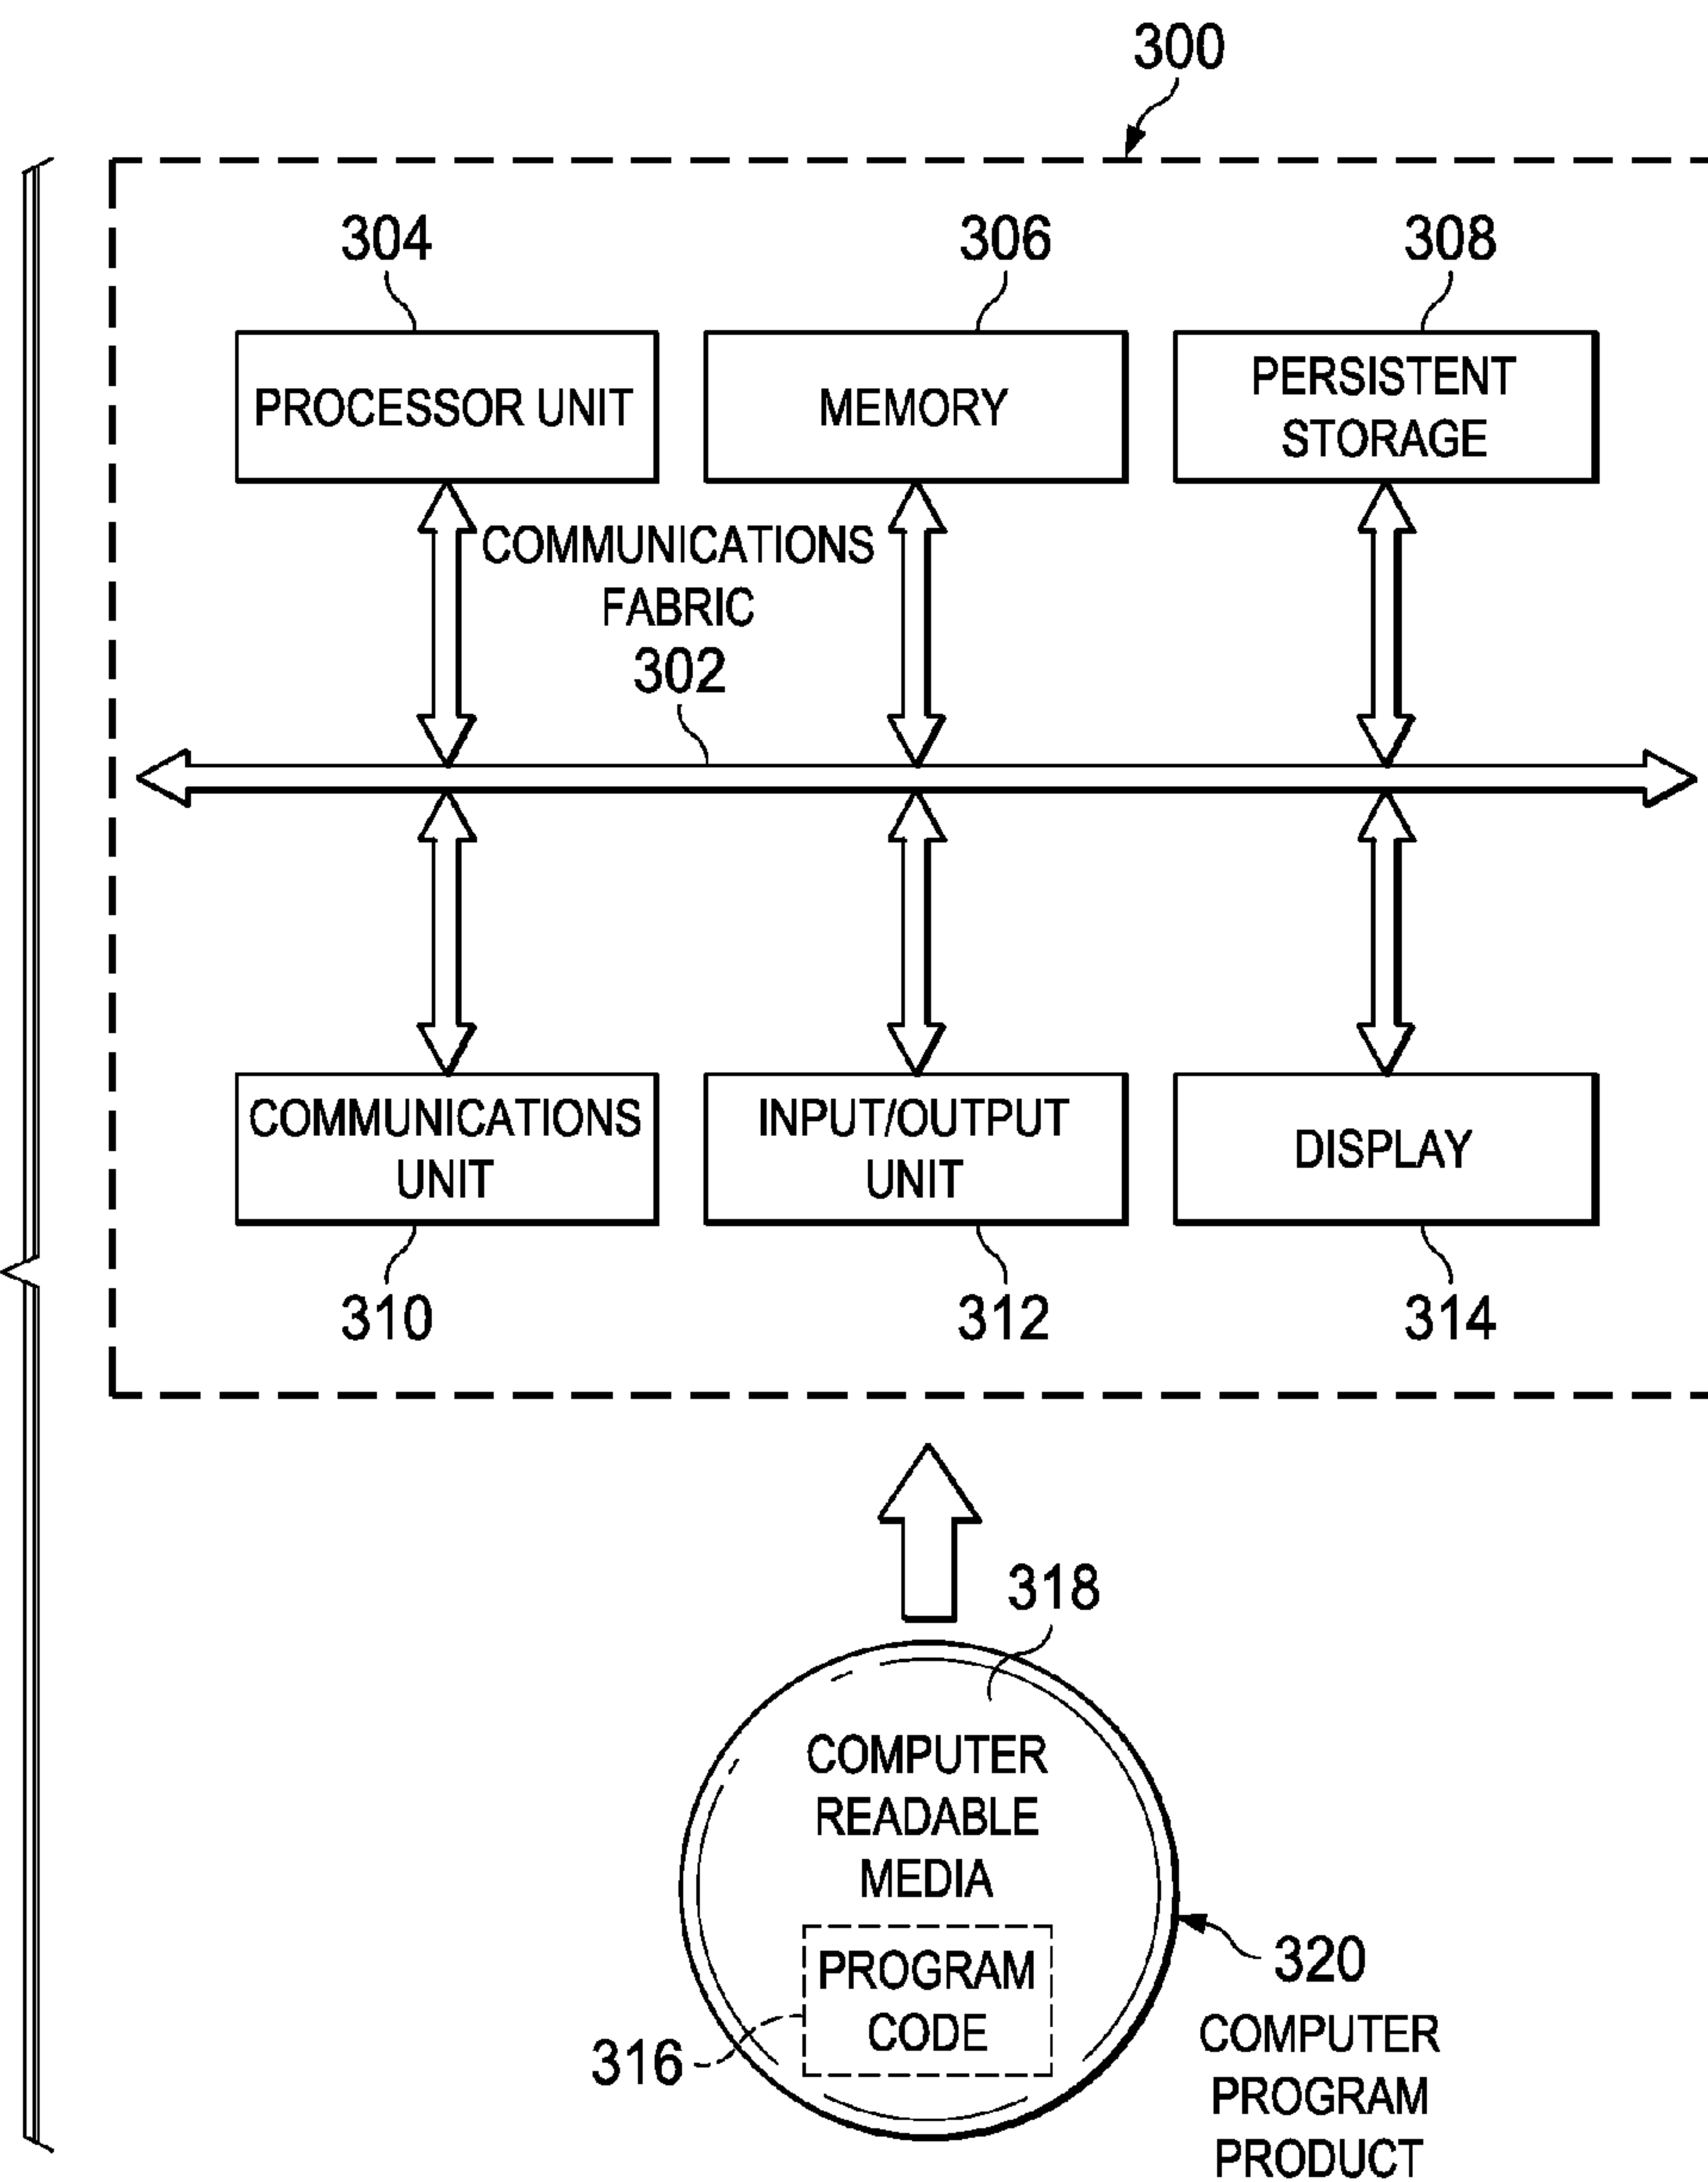 300
304
306
308
PROCESSOR UNIT
MEMORY
PERSISTENT
STORAGE
COMMUNICATIONS
FABRIC
302
COMMUNICATIONS
UNIT
INPUT/OUTPUT
UNIT
DISPLAY
310
312
314
318
COMPUTER
READABLE
MEDIA
PROGRAM
CODE
316
320
COMPUTER
PROGRAM
PRODUCT